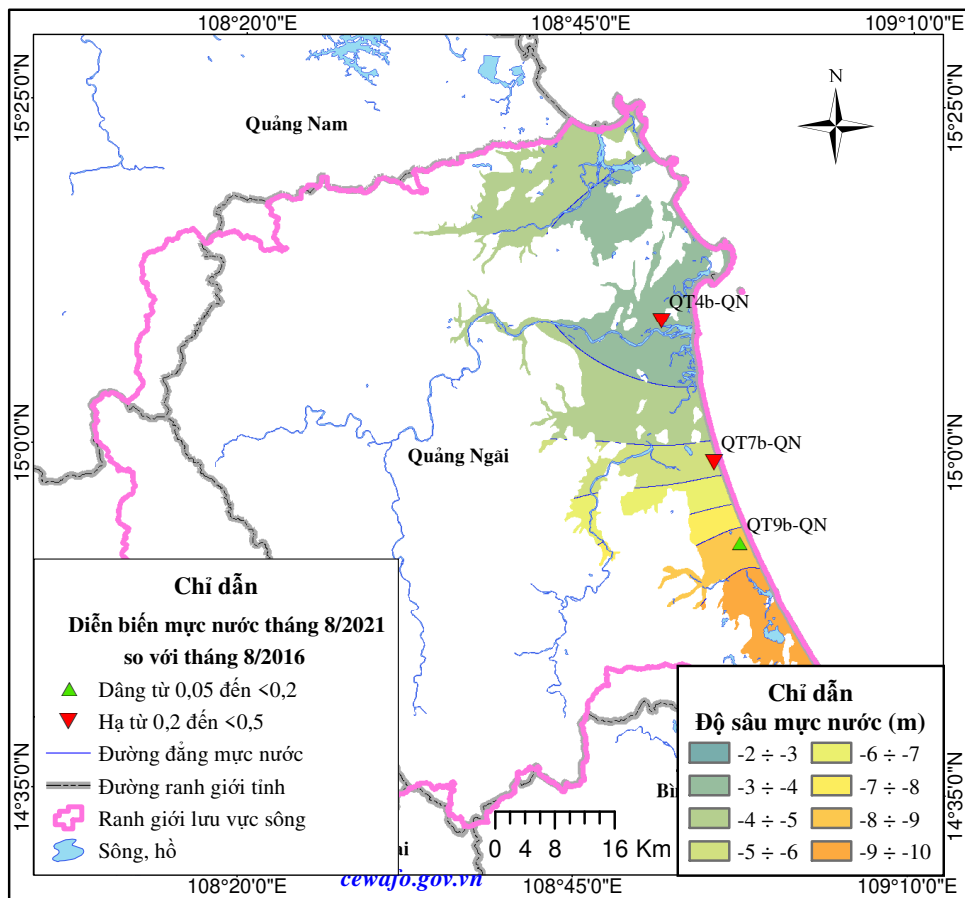 108°20'0"E 108°45'0"E 109°10'0"E
15°25'0"N
15°25'0"N
N
Quảng Nam
QT4b-QN
15°0'0"N
QT7b-QN
15°0'0"N
Quảng Ngãi
QT9b-QN
Chỉ dẫn
Diễn biến mực nước tháng 8/2021
so với tháng 8/2016
Dâng từ 0,05 đến <0,2
Hạ từ 0,2 đến <0,5
Đường đẳng mực nước
Đường ranh giới tỉnh
Ranh giới lưu vực sông
Sông, hồ
Chỉ dẫn
Độ sâu mực nước (m)
-2 ÷ -3
-3 ÷ -4
-4 ÷ -5
-5 ÷ -6
-6 ÷ -7
-7 ÷ -8
-8 ÷ -9
-9 ÷ -10
14°35'0"N
14°35'0"N
0 4 8 16 Km
cewafo.gov.vn
108°20'0"E 108°45'0"E 109°10'0"E